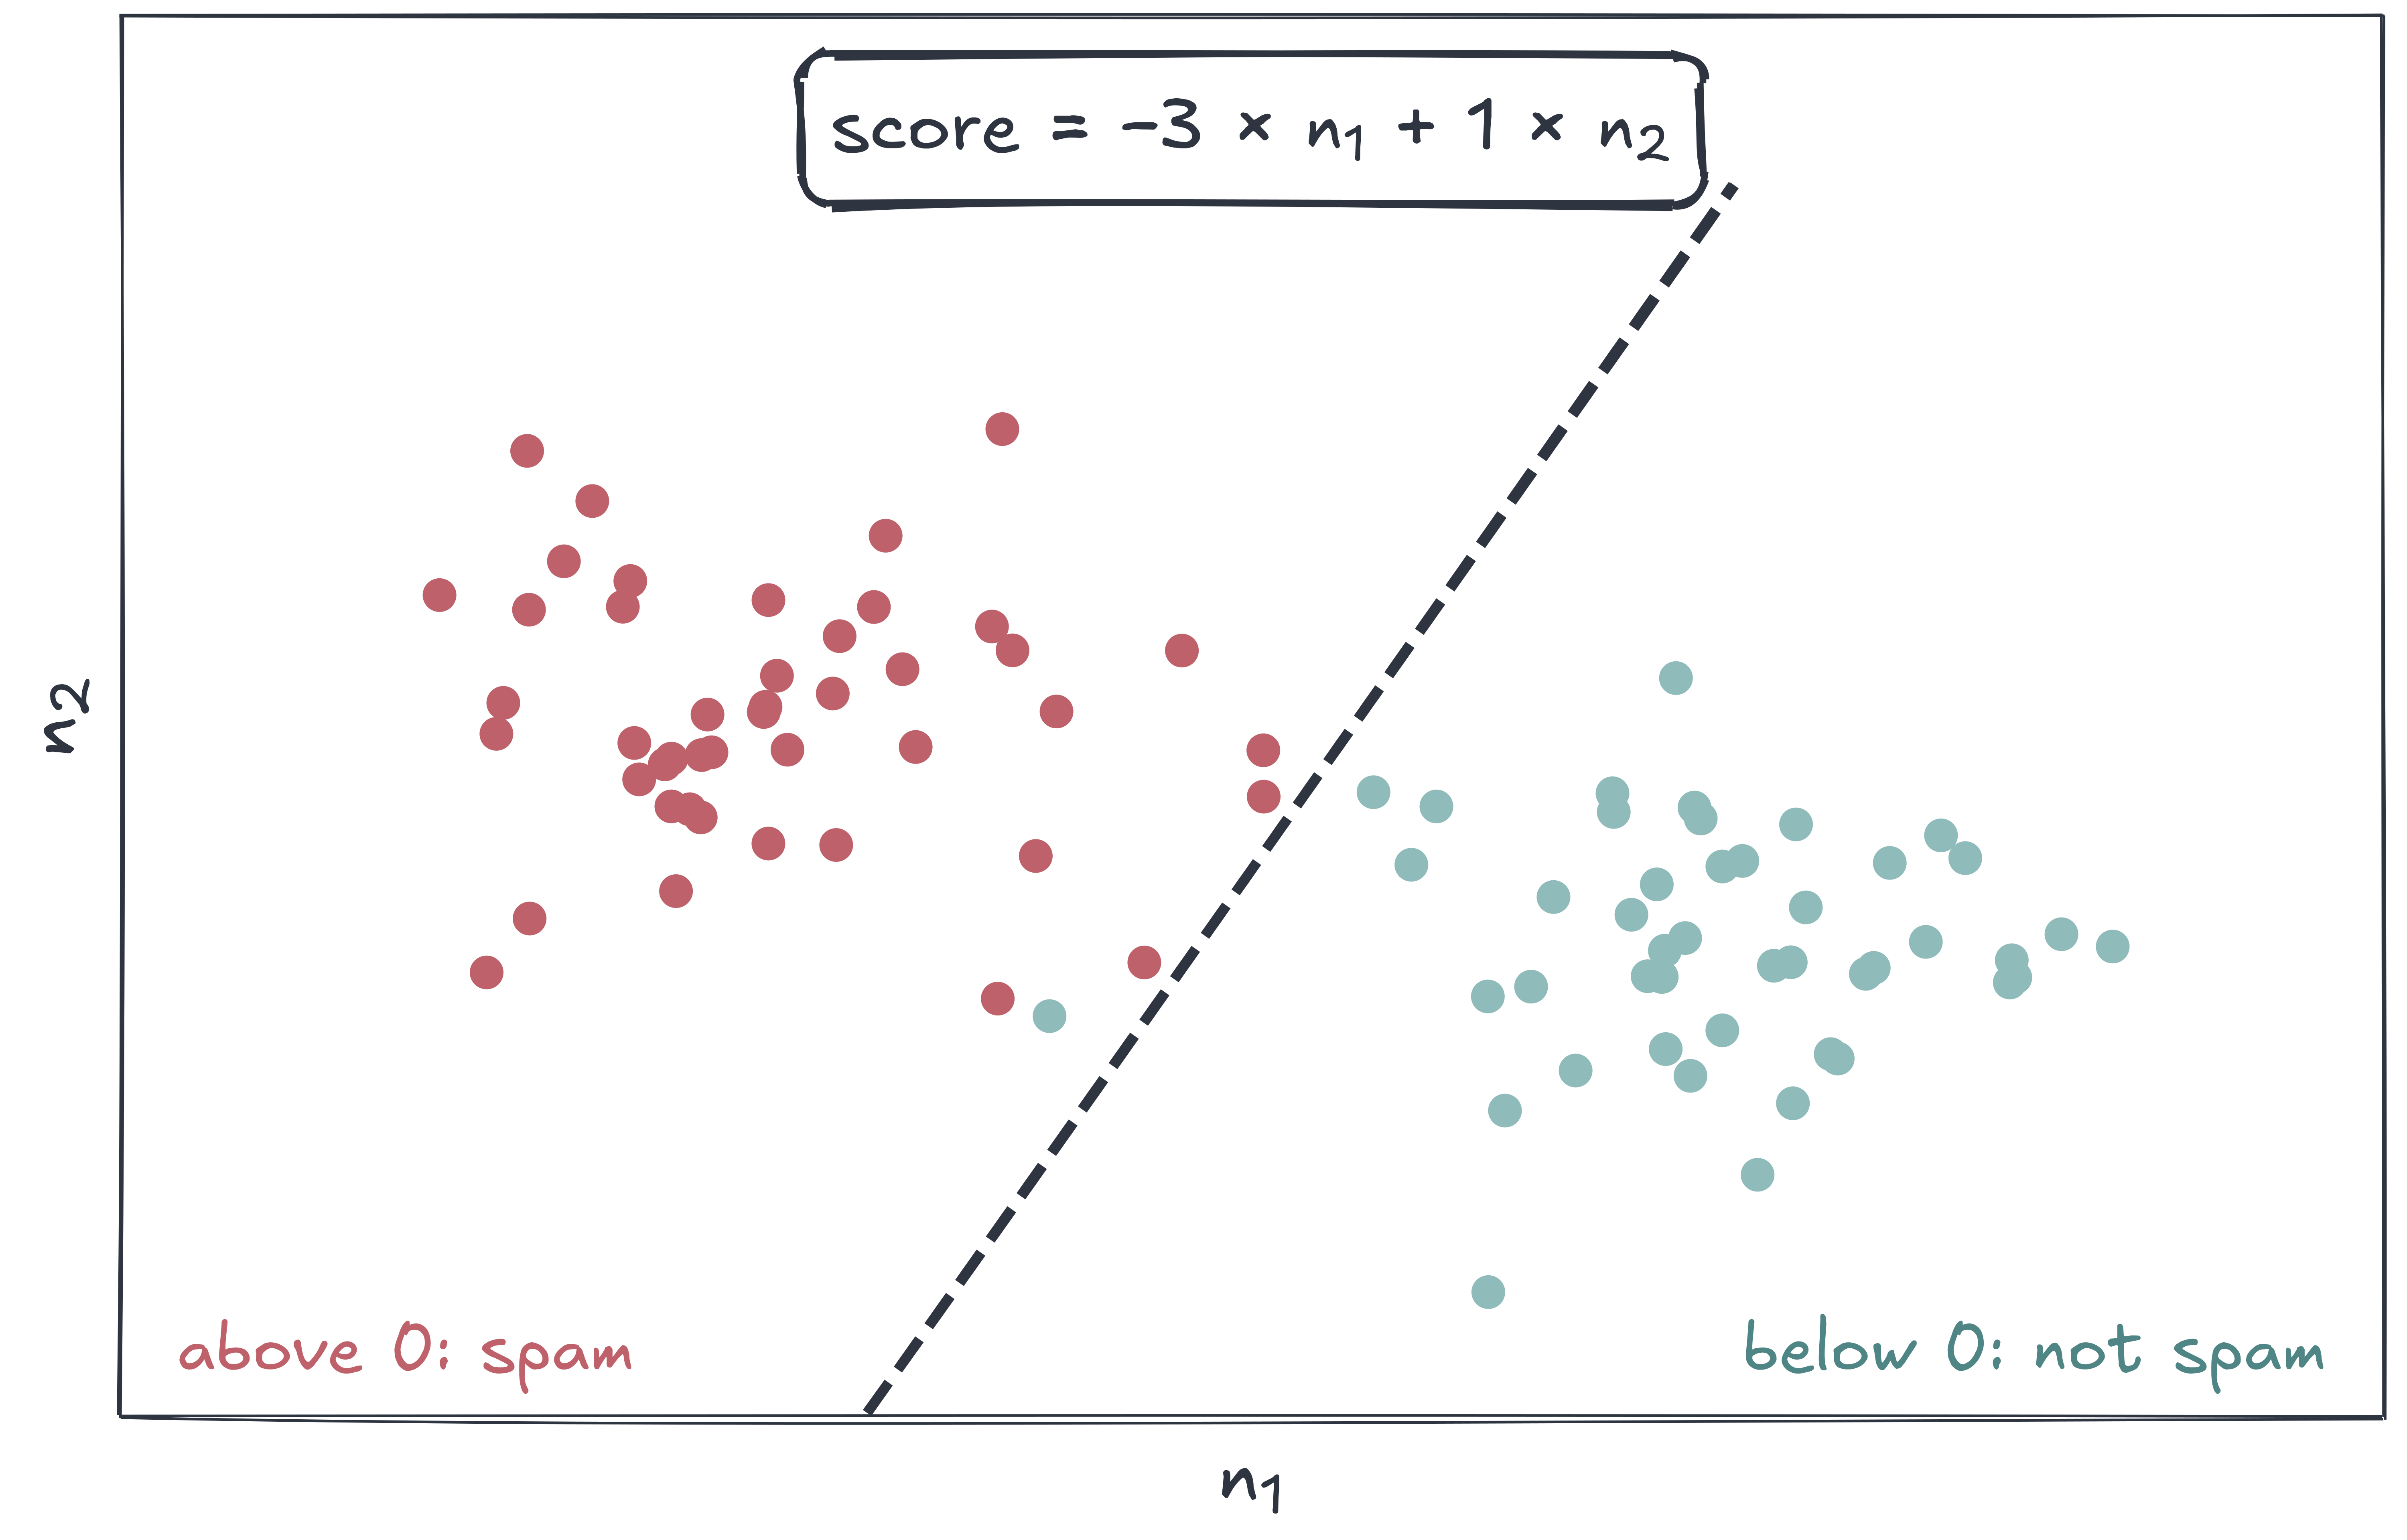 score = -3 × n₁ + 1 × n₂
n₂
above 0: spam
below 0: not spam
n₁